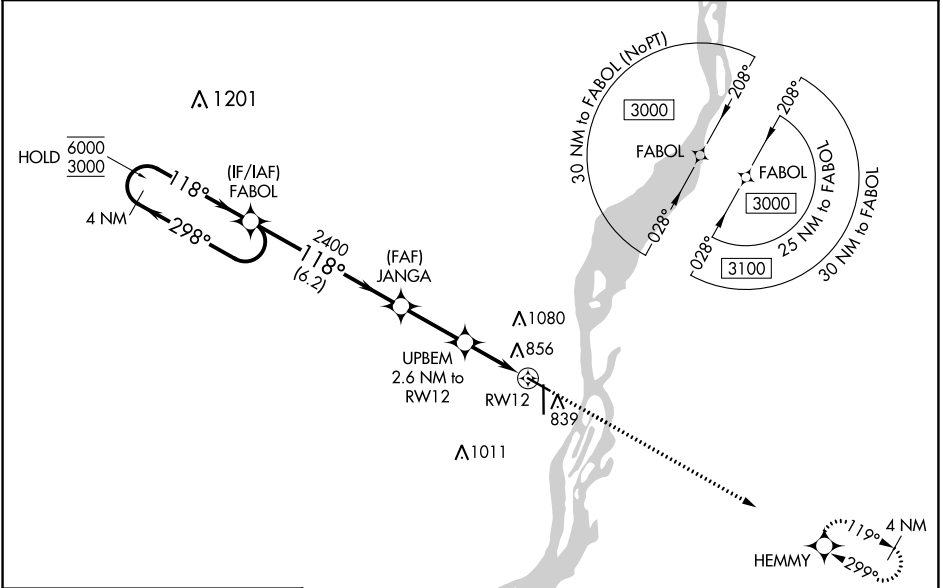 1201
HOLD
6000
3000
4 NM
118°
298°
(IF/IAF)
FABOL
2400
118°
(6.2)
(FAF)
JANGA
UPBEM
2.6 NM to
RW12
1080
856
RW12
839
1011
30 NM to FABOL (NoPT)
3000
208°
FABOL
028°
208°
FABOL
3000
25 NM to FABOL
028°
3100
30 NM to FABOL
HEMMY
119°
299°
4 NM